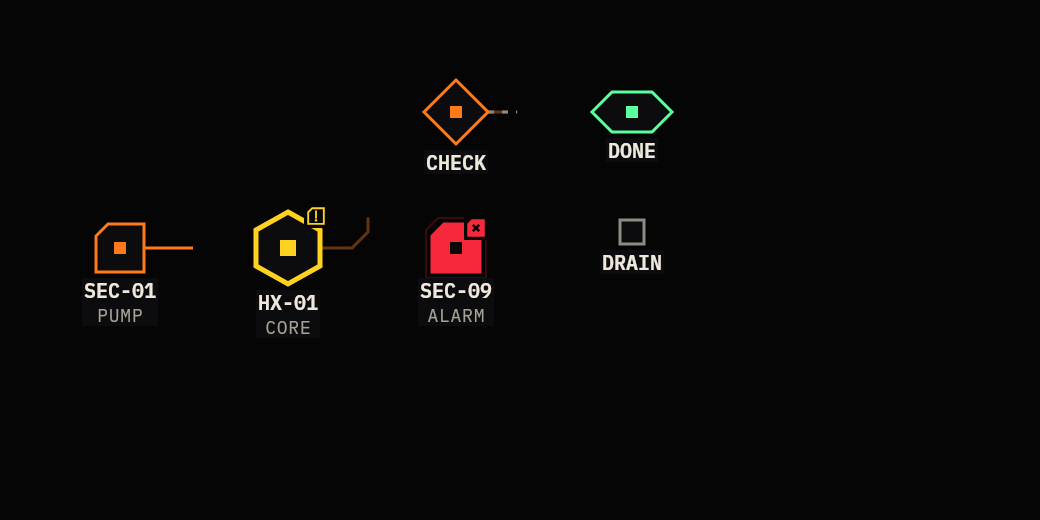 CHECK
DONE
SEC-01
PUMP
HX-01
CORE
!
SEC-09
ALARM
DRAIN